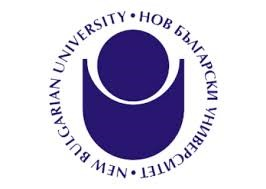 NEW BULGARIAN UNIVERSITY •
НОВ БЪЛГАРСКИ УНИВЕРСИТЕТ •